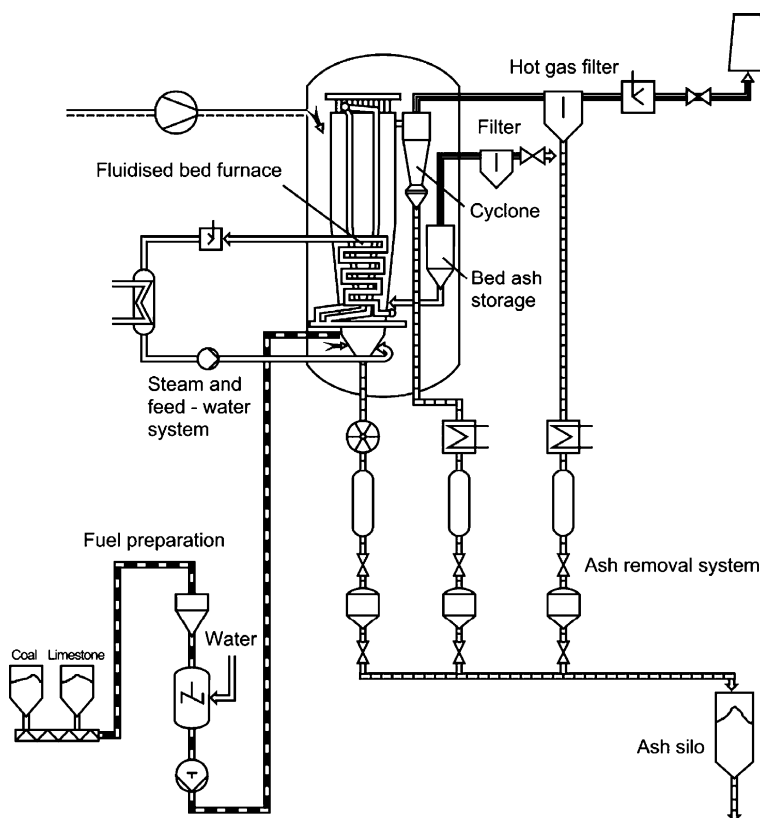 Hot gas filter
Filter
Fluidised bed furnace
Cyclone
Bed ash
storage
Steam and
feed - water
system
Fuel preparation
Ash removal system
Water
Coal
Limestone
Ash silo